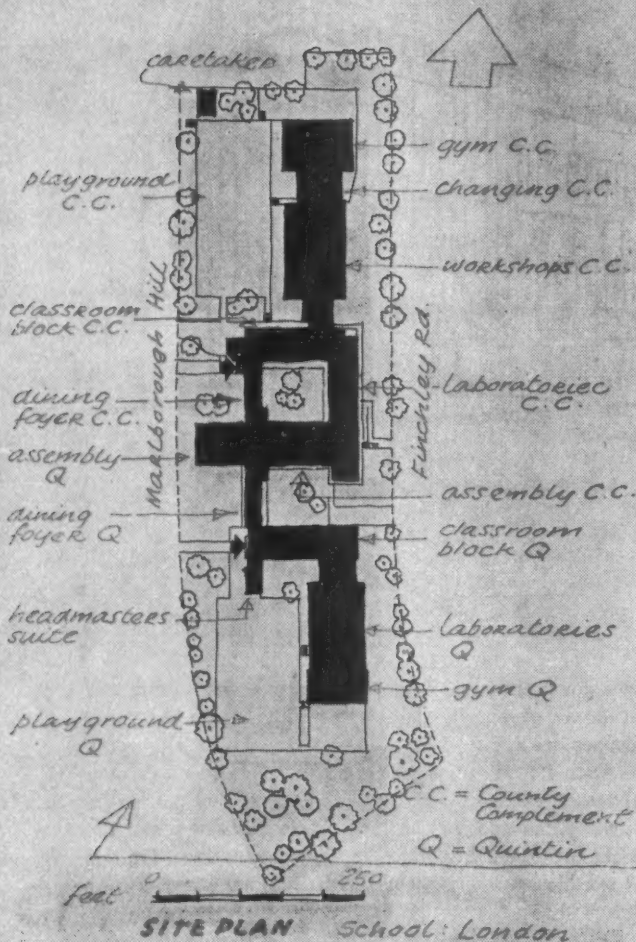 caretaker
gym C.C.
changing C.C.
playground
C.C.
workshops C.C.
Marlborough Hill
Finchley Rd.
classroom
block C.C.
dining
foyer C.C.
laboratories
C.C.
assembly
Q
assembly C.C.
dining
foyer Q
classroom
block Q
headmasters
suite
laboratories
Q
gym Q
playground
Q
C.C. = County
Complement
Q = Quintin
feet 0 250
SITE PLAN School: London